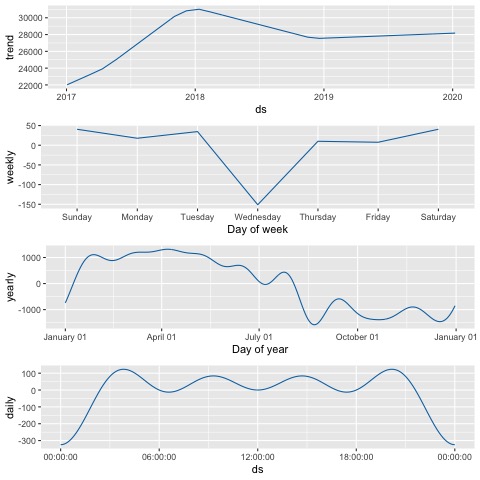 trend
30000
28000
26000
24000
22000
2017 2018 2019 2020
ds
weekly
50
0
-50
-100
-150
Sunday Monday Tuesday Wednesday Thursday Friday Saturday
Day of week
yearly
1000
0
-1000
January 01 April 01 July 01 October 01 January 01
Day of year
daily
100
0
-100
-200
-300
00:00:00 06:00:00 12:00:00 18:00:00 00:00:00
ds